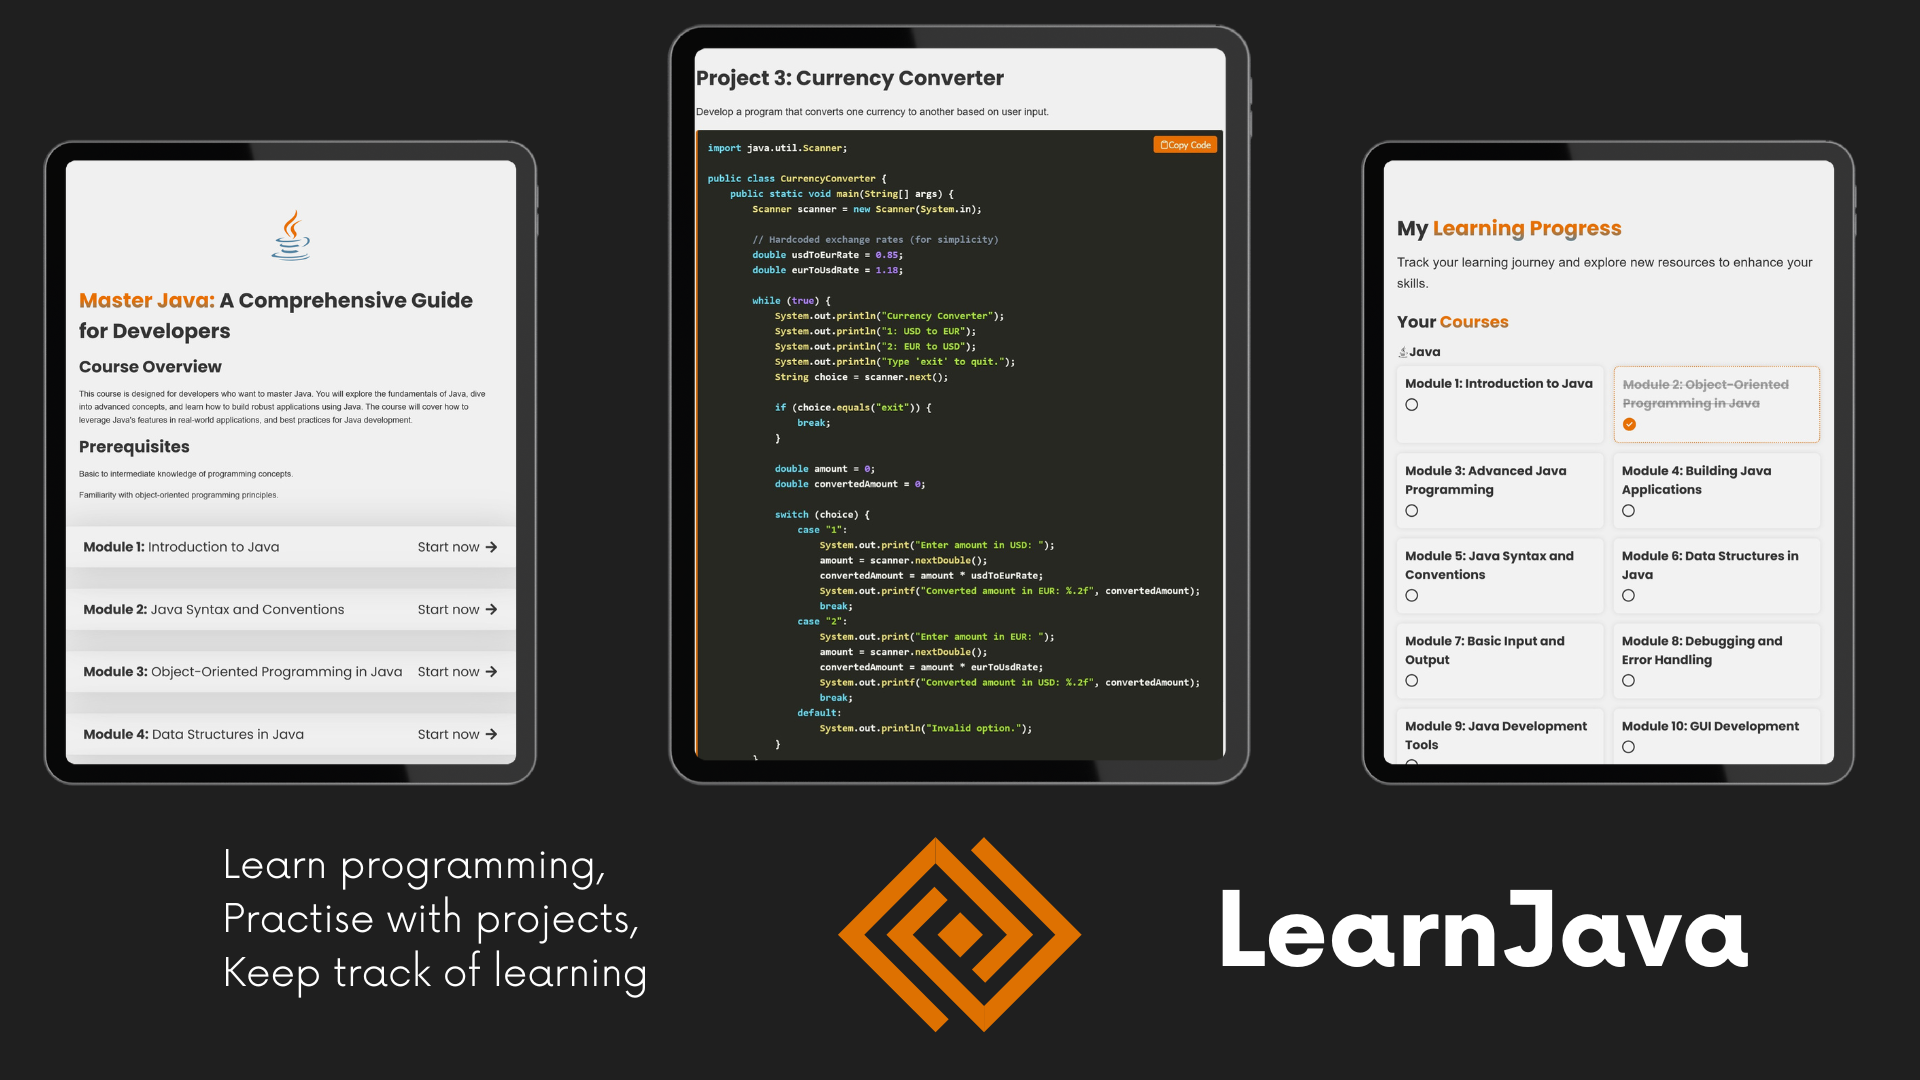 Master Java: A Comprehensive Guide
for Developers
Course Overview
This course is designed for developers who want to master Java. You will explore the fundamentals of Java, dive
into advanced concepts, and learn how to build robust applications using Java. The course will cover how to
leverage Java's features in real-world applications, and best practices for Java development.
Prerequisites
Basic to intermediate knowledge of programming concepts.
Familiarity with object-oriented programming principles.
Module 1: Introduction to Java Start now →
Module 2: Java Syntax and Conventions Start now →
Module 3: Object-Oriented Programming in Java Start now →
Module 4: Data Structures in Java Start now →
Project 3: Currency Converter
Develop a program that converts one currency to another based on user input.
Copy Code
import java.util.Scanner;
public class CurrencyConverter {
    public static void main(String[] args) {
        Scanner scanner = new Scanner(System.in);
        // Hardcoded exchange rates (for simplicity)
        double usdToEurRate = 0.85;
        double eurToUsdRate = 1.18;
        while (true) {
            System.out.println("Currency Converter");
            System.out.println("1: USD to EUR");
            System.out.println("2: EUR to USD");
            System.out.println("Type 'exit' to quit.");
            String choice = scanner.next();
            if (choice.equals("exit")) {
                break;
            }
            double amount = 0;
            double convertedAmount = 0;
            switch (choice) {
                case "1":
                    System.out.print("Enter amount in USD: ");
                    amount = scanner.nextDouble();
                    convertedAmount = amount * usdToEurRate;
                    System.out.printf("Converted amount in EUR: %.2f", convertedAmount);
                    break;
                case "2":
                    System.out.print("Enter amount in EUR: ");
                    amount = scanner.nextDouble();
                    convertedAmount = amount * eurToUsdRate;
                    System.out.printf("Converted amount in USD: %.2f", convertedAmount);
                    break;
                default:
                    System.out.println("Invalid option.");
            }
        }
My Learning Progress
Track your learning journey and explore new resources to enhance your
skills.
Your Courses
Java
Module 1: Introduction to Java
Module 2: Object-Oriented
Programming in Java
Module 3: Advanced Java
Programming
Module 4: Building Java
Applications
Module 5: Java Syntax and
Conventions
Module 6: Data Structures in
Java
Module 7: Basic Input and
Output
Module 8: Debugging and
Error Handling
Module 9: Java Development
Tools
Module 10: GUI Development
Learn programming,
Practise with projects,
Keep track of learning
LearnJava